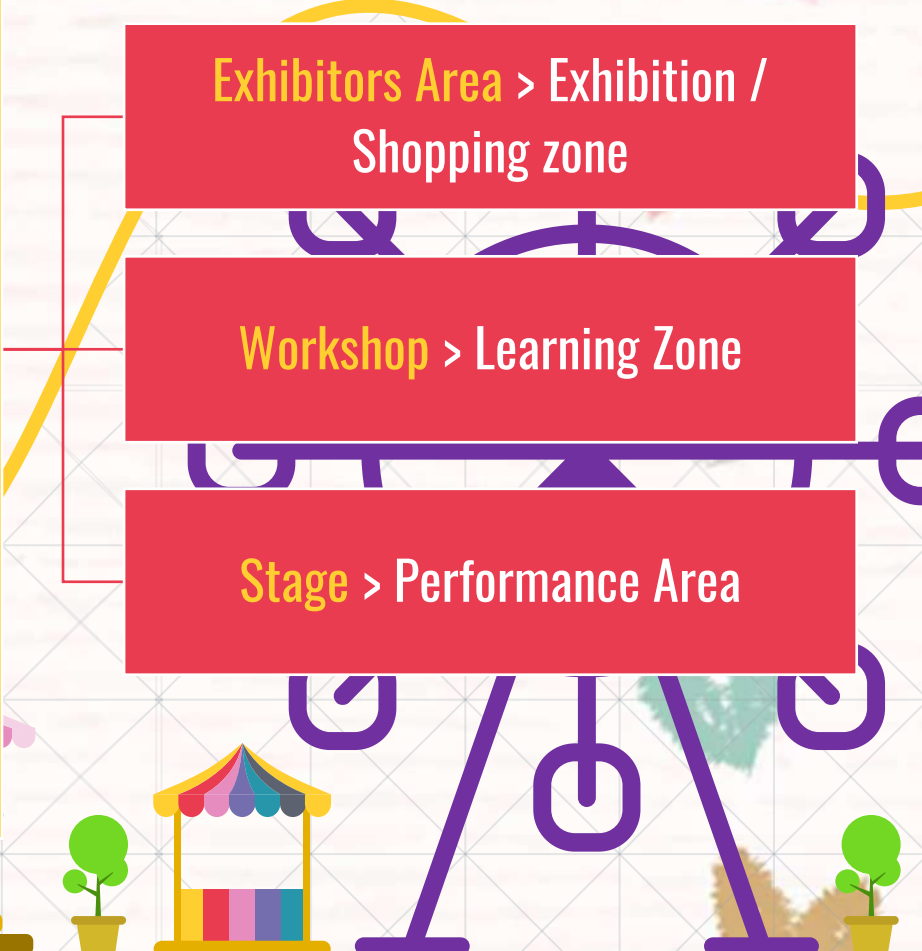 Exhibitors Area > Exhibition /
Shopping zone
Workshop > Learning Zone
Stage > Performance Area